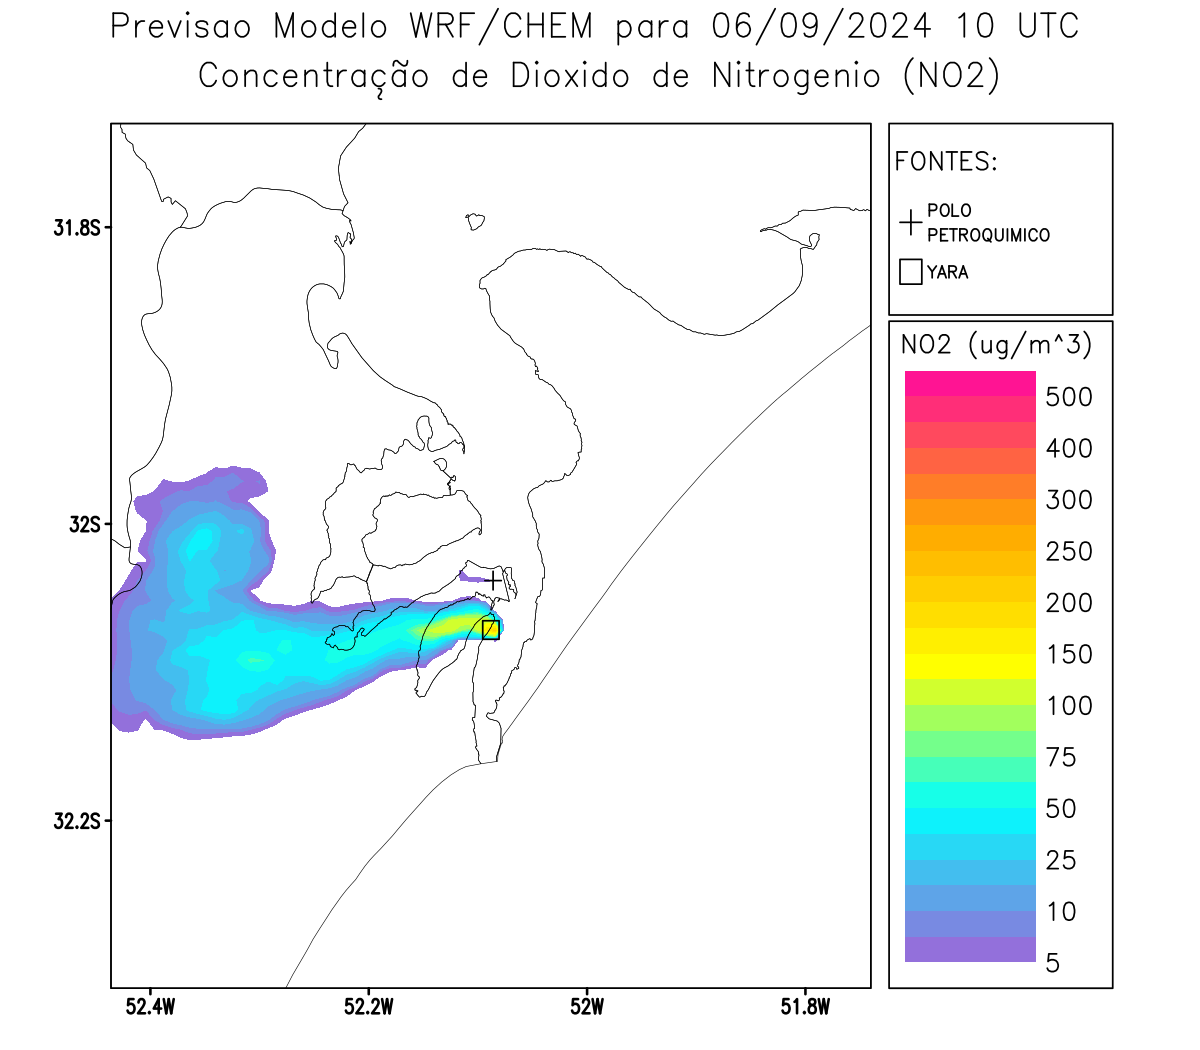 Previsao Modelo WRF/CHEM para 06/09/2024 10 UTC
Concentração de Dioxido de Nitrogenio (NO2)
FONTES:
POLO
PETROQUIMICO
YARA
31.8S
32S
32.2S
52.4W
52.2W
52W
51.8W
NO2 (ug/m^3)
500
400
300
250
200
150
100
75
50
25
10
5